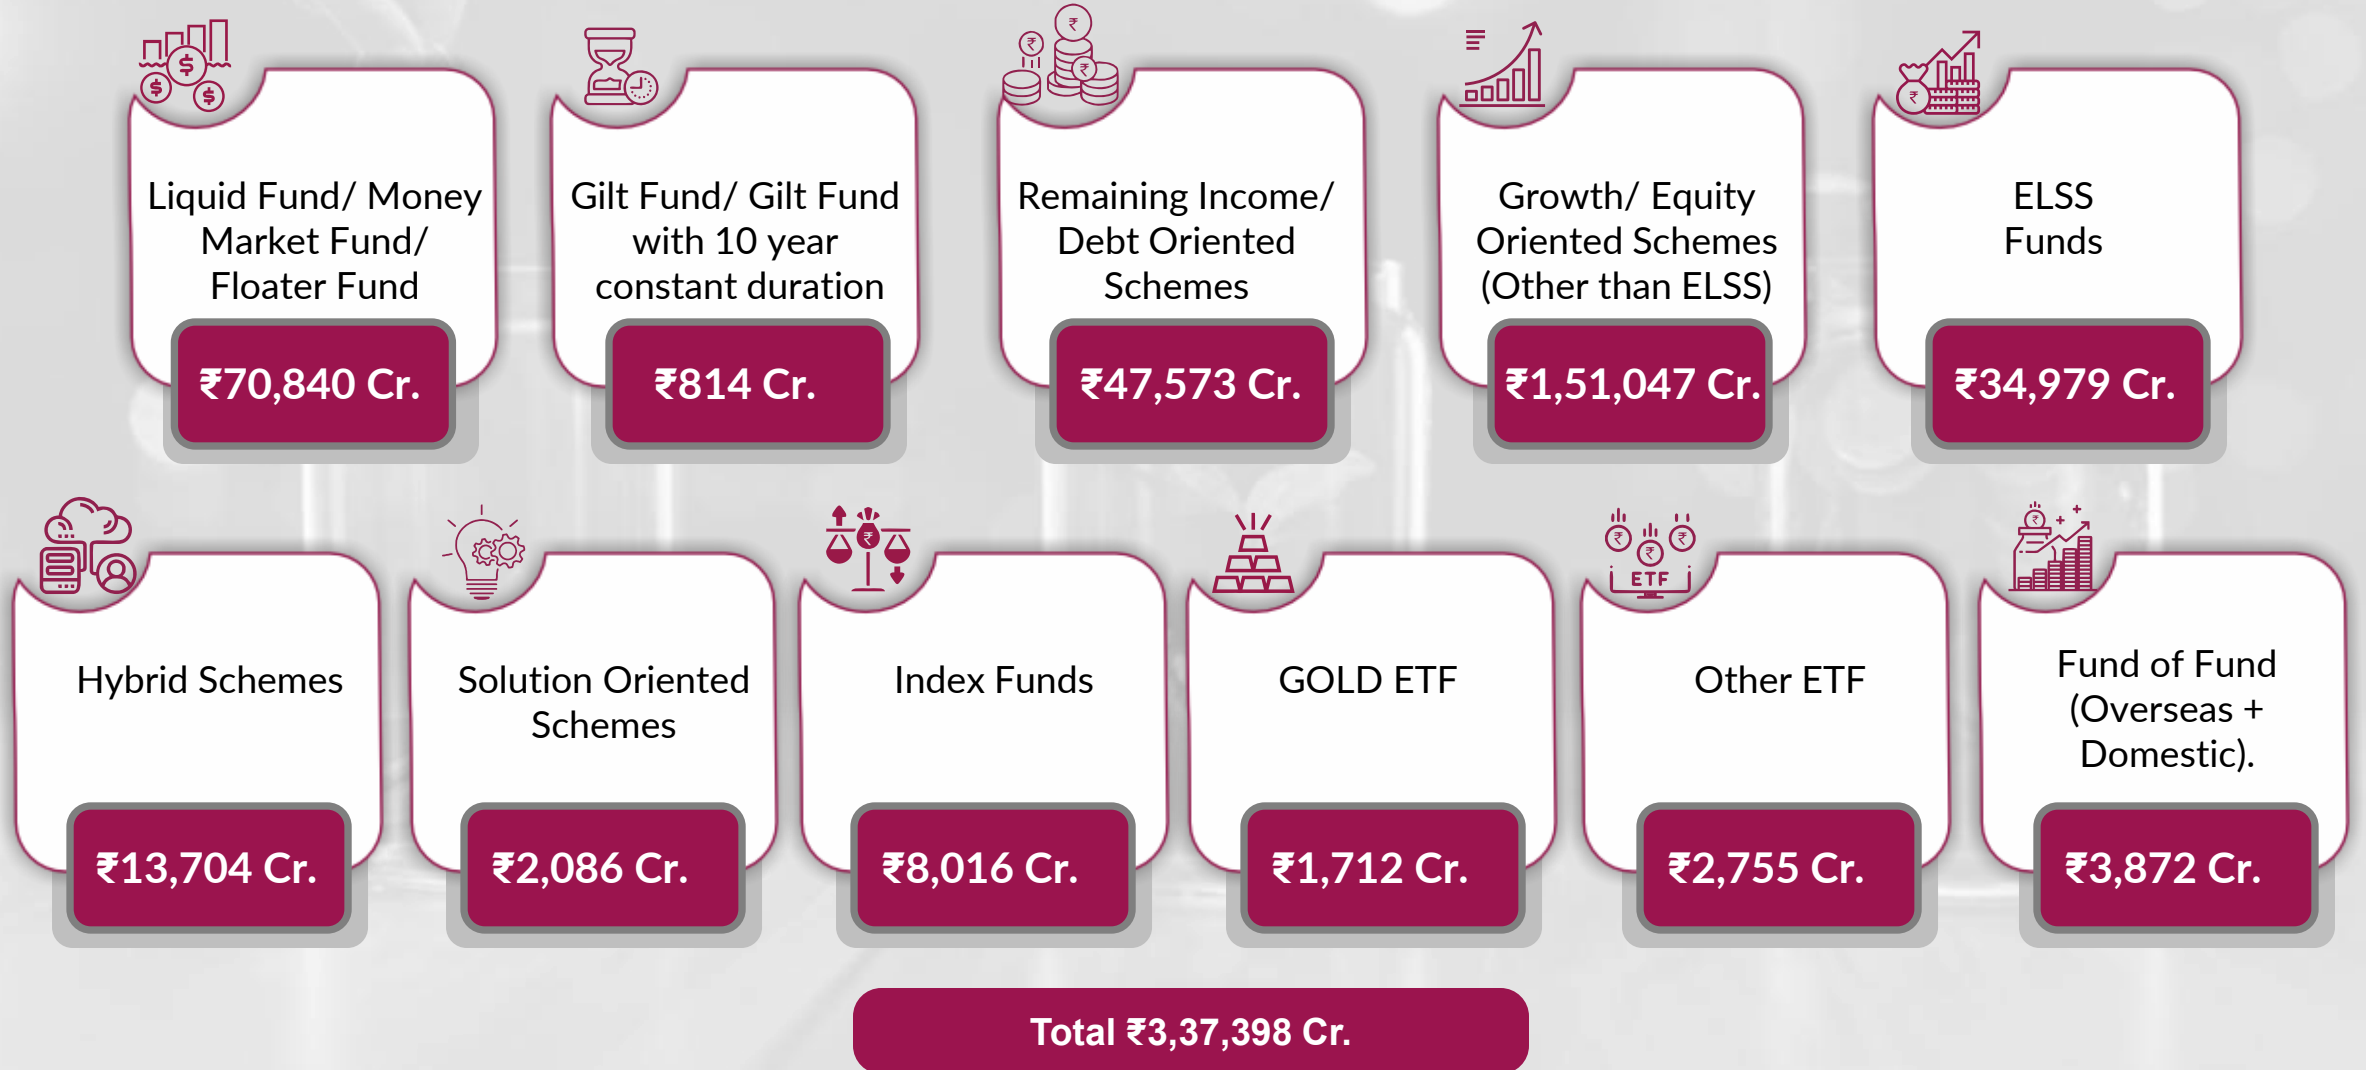 Liquid Fund/ Money
Market Fund/
Floater Fund
₹70,840 Cr.
Gilt Fund/ Gilt Fund
with 10 year
constant duration
₹814 Cr.
Remaining Income/
Debt Oriented
Schemes
₹47,573 Cr.
Growth/ Equity
Oriented Schemes
(Other than ELSS)
₹1,51,047 Cr.
ELSS
Funds
₹34,979 Cr.
Hybrid Schemes
₹13,704 Cr.
Solution Oriented
Schemes
₹2,086 Cr.
Index Funds
₹8,016 Cr.
GOLD ETF
₹1,712 Cr.
ETF
Other ETF
₹2,755 Cr.
Fund of Fund
(Overseas +
Domestic).
₹3,872 Cr.
Total ₹3,37,398 Cr.